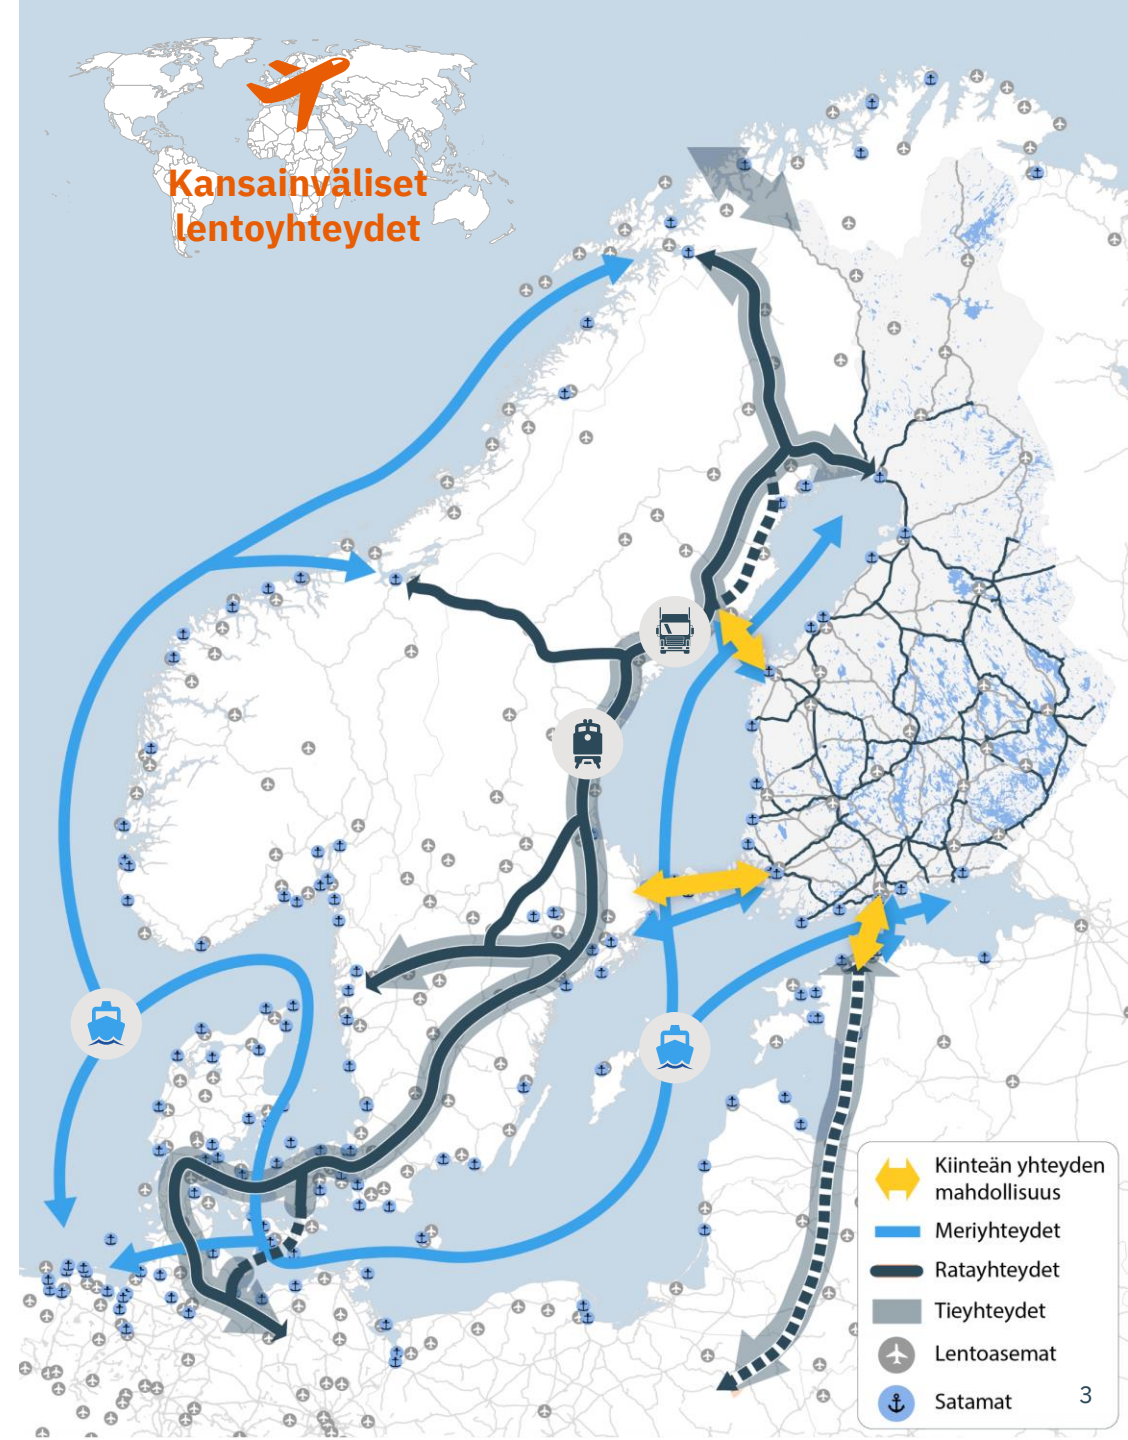 Kansainväliset
lentoyhteydet
Kiinteän yhteyden
mahdollisuus
Meriyhteydet
Ratayhteydet
Tieyhteydet
Lentoasemat
Satamat
3